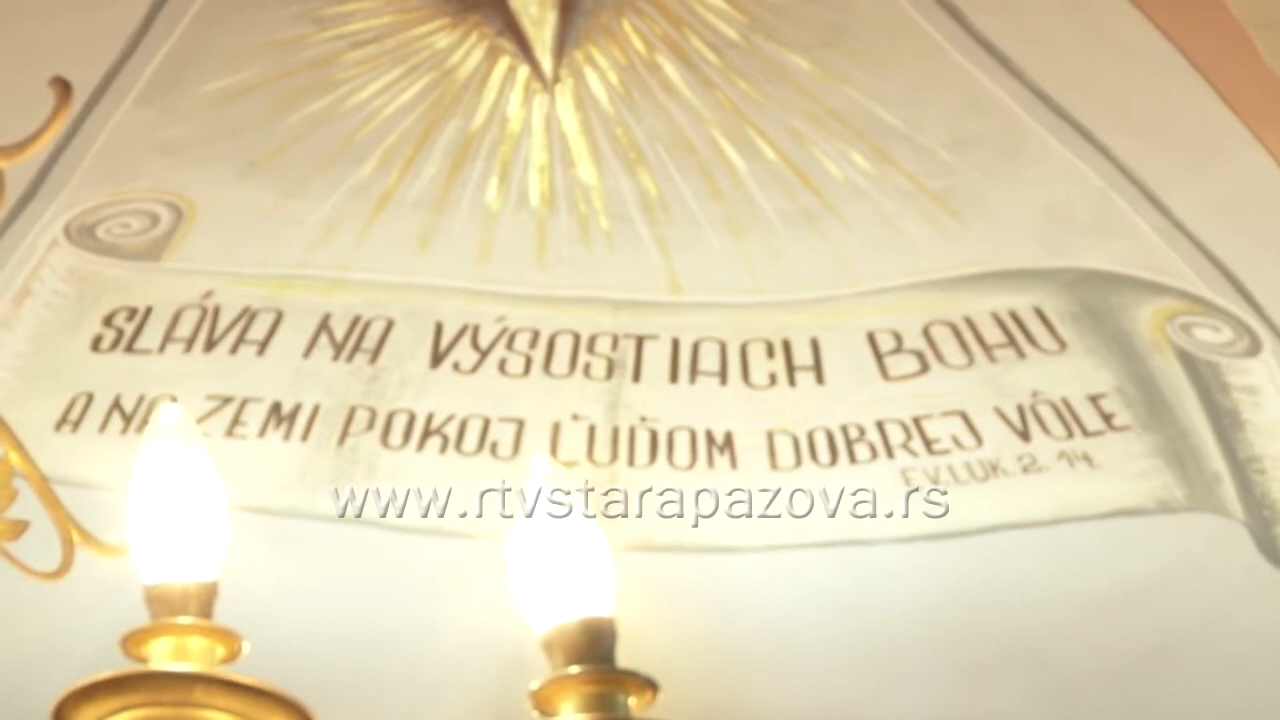 SLÁVA NA VÝSOSTIACH BOHU
A NA ZEMI POKOJ ĽUĎOM DOBREJ VÔLE
EV.LUK.2.14
www.rtvstarapazova.rs